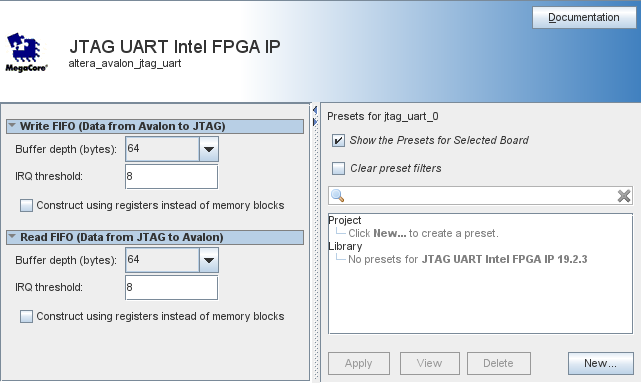 Documentation
JTAG UART Intel FPGA IP
altera_avalon_jtag_uart
MegaCore®
Write FIFO (Data from Avalon to JTAG)
Buffer depth (bytes): 64
IRQ threshold: 8
Construct using registers instead of memory blocks
Read FIFO (Data from JTAG to Avalon)
Buffer depth (bytes): 64
IRQ threshold: 8
Construct using registers instead of memory blocks
Presets for jtag_uart_0
Show the Presets for Selected Board
Clear preset filters
Project
Click New... to create a preset.
Library
No presets for JTAG UART Intel FPGA IP 19.2.3
Apply View Delete New...